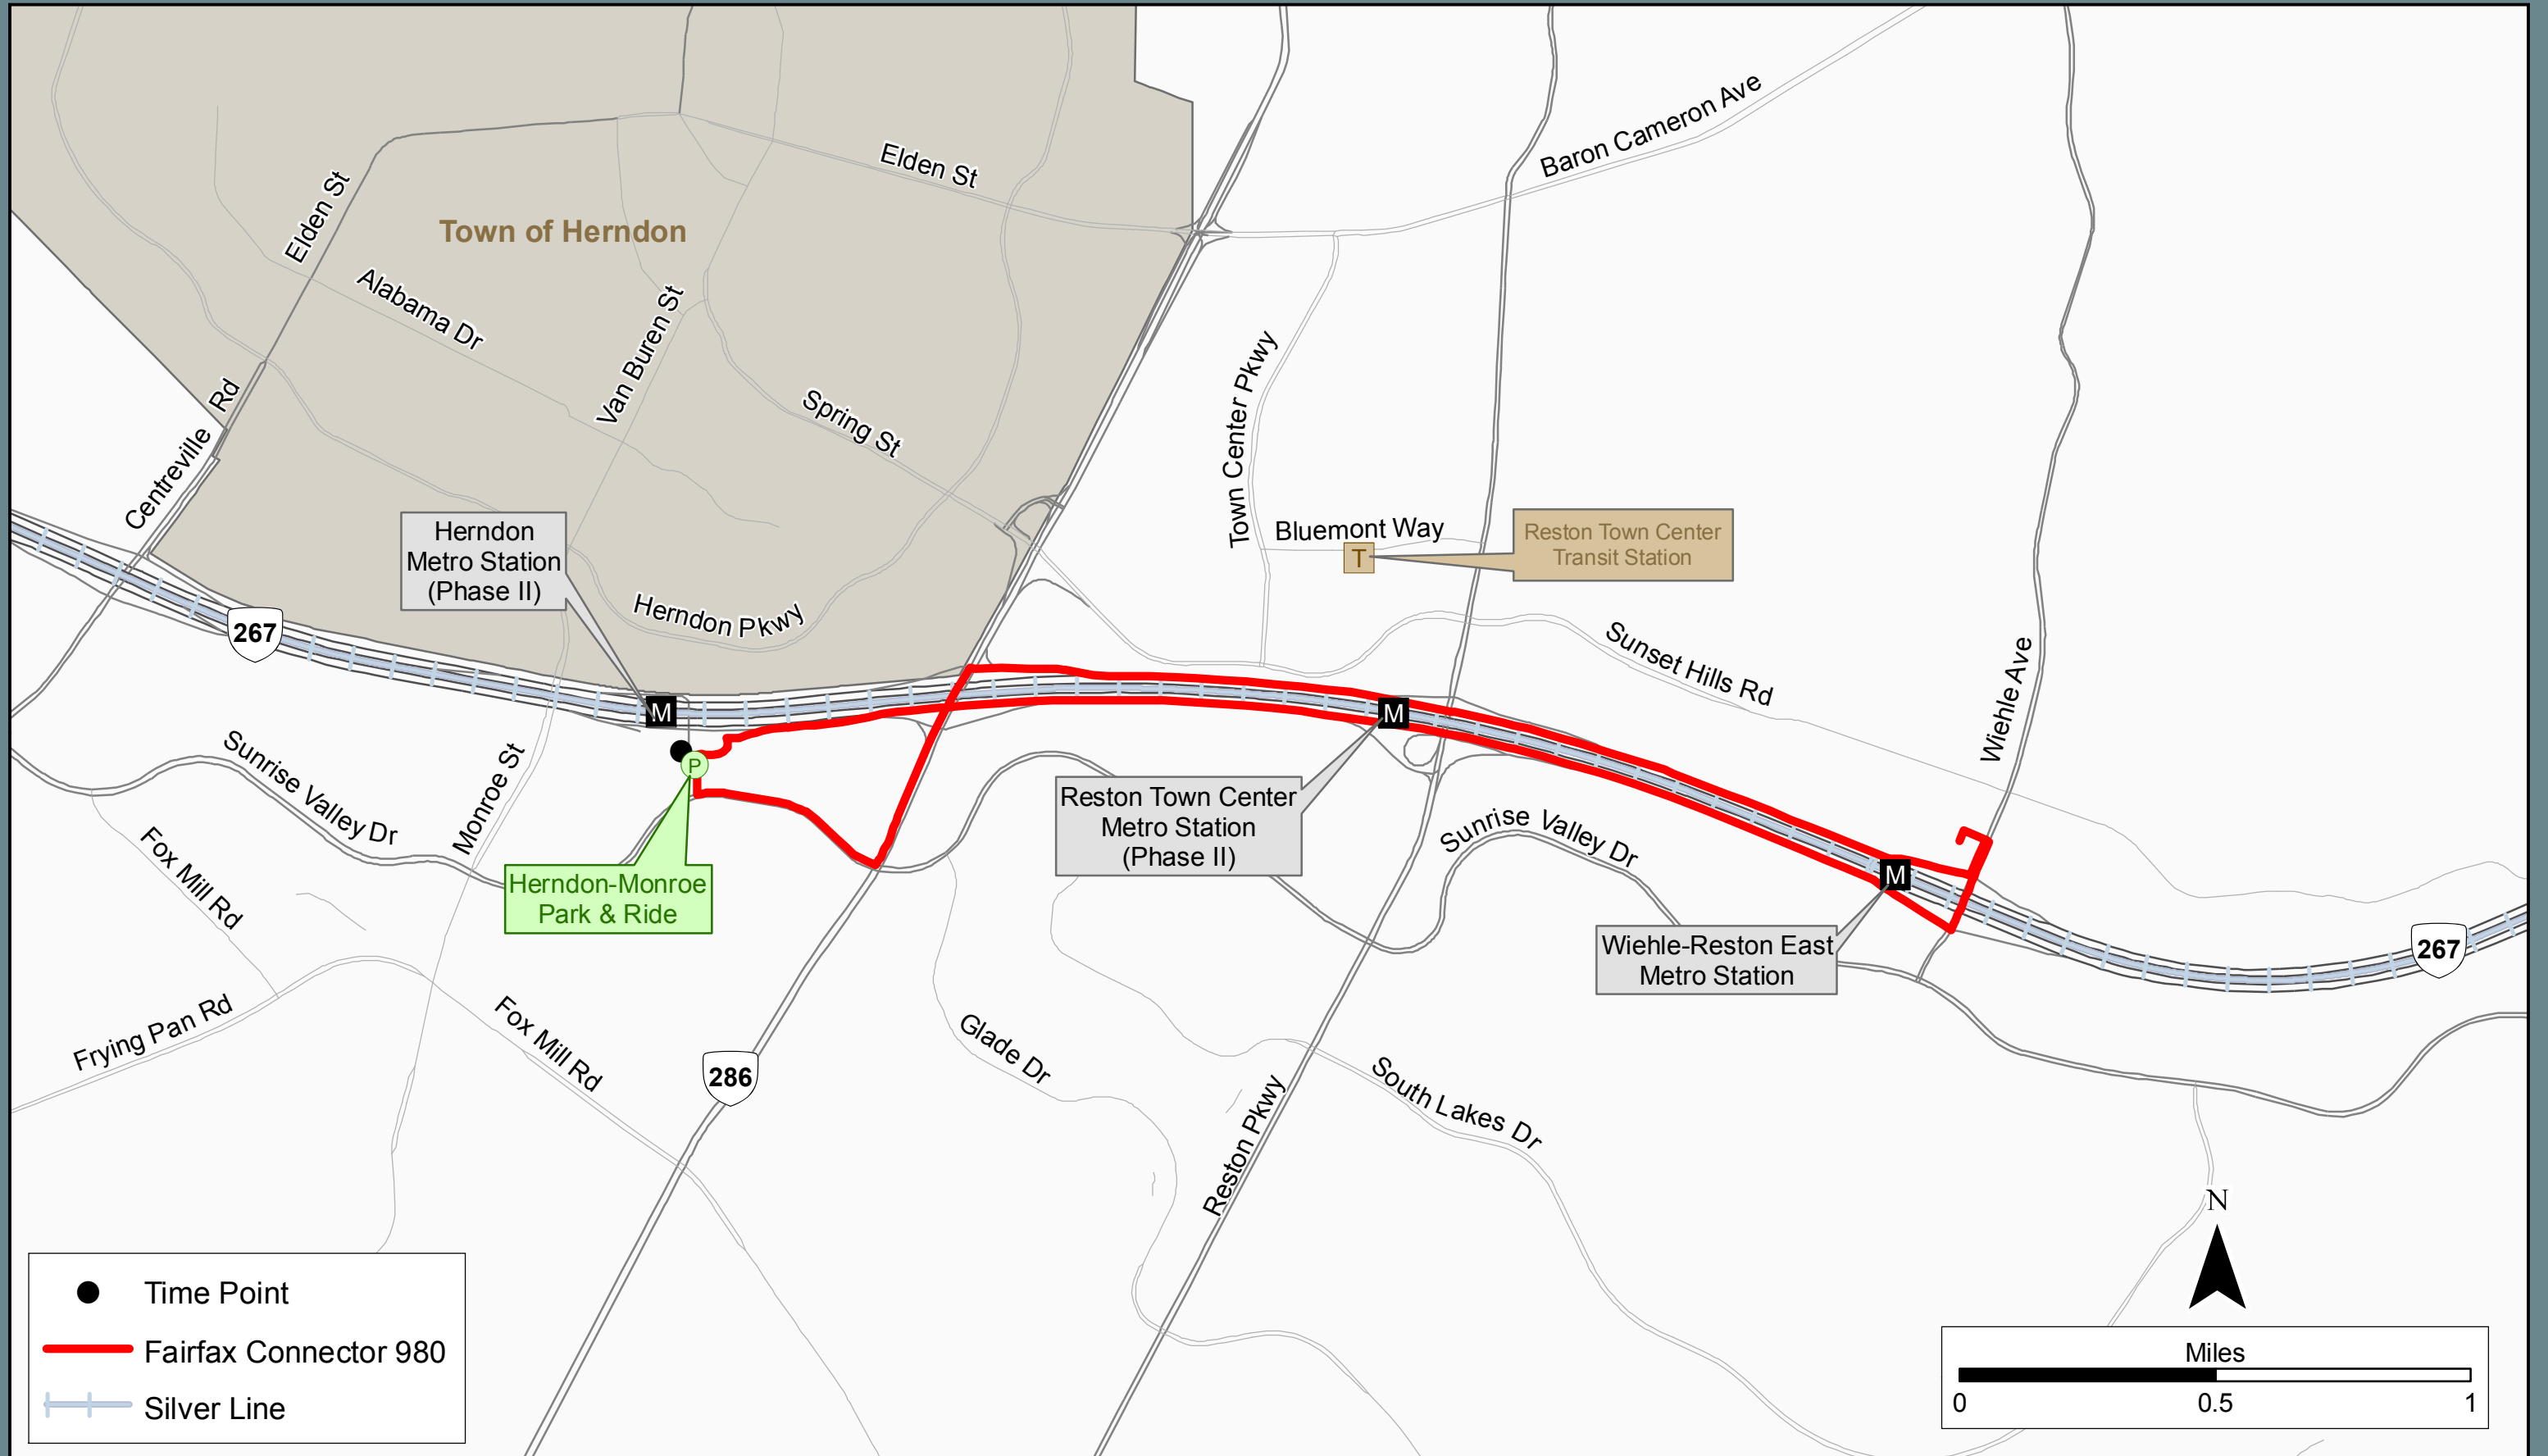 Elden St
Baron Cameron Ave
Elden St
Town of Herndon
Alabama Dr
Van Buren St
Town Center Pkwy
Centreville Rd
Spring St
Herndon
Metro Station
(Phase II)
Bluemont Way
T
Reston Town Center
Transit Station
Herndon Pkwy
267
Sunset Hills Rd
Wiehle Ave
M
M
P
Sunrise Valley Dr
Monroe St
Fox Mill Rd
Herndon-Monroe
Park & Ride
Reston Town Center
Metro Station
(Phase II)
Sunrise Valley Dr
M
Wiehle-Reston East
Metro Station
267
Frying Pan Rd
Fox Mill Rd
286
Glade Dr
Reston Pkwy
South Lakes Dr
N
Time Point
Fairfax Connector 980
Silver Line
Miles
0 0.5 1